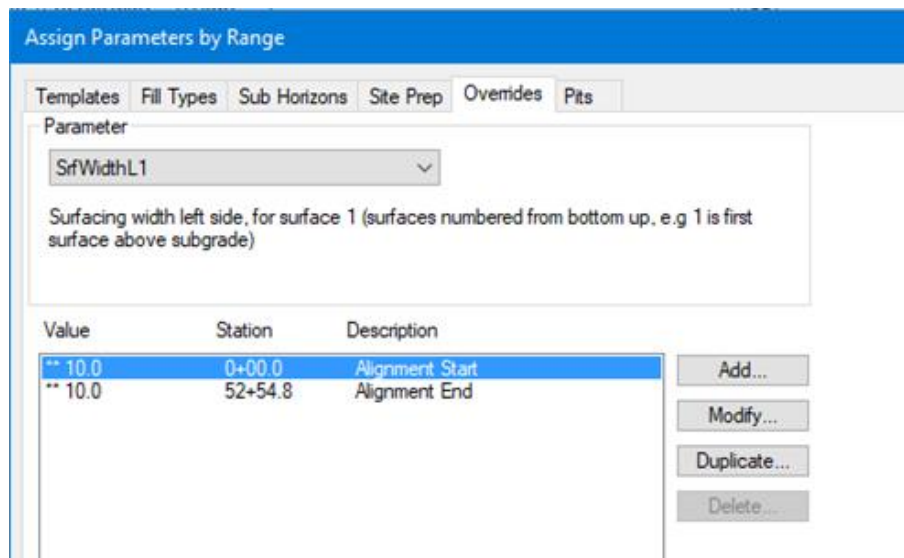 Assign Parameters by Range
Templates Fill Types Sub Horizons Site Prep Overrides Pits
Parameter
SrfWidthL1
Surfacing width left side, for surface 1 (surfaces numbered from bottom up, e.g 1 is first
surface above subgrade)
Value Station Description
** 10.0 0+00.0 Alignment Start
** 10.0 52+54.8 Alignment End
Add...
Modify...
Duplicate...
Delete...